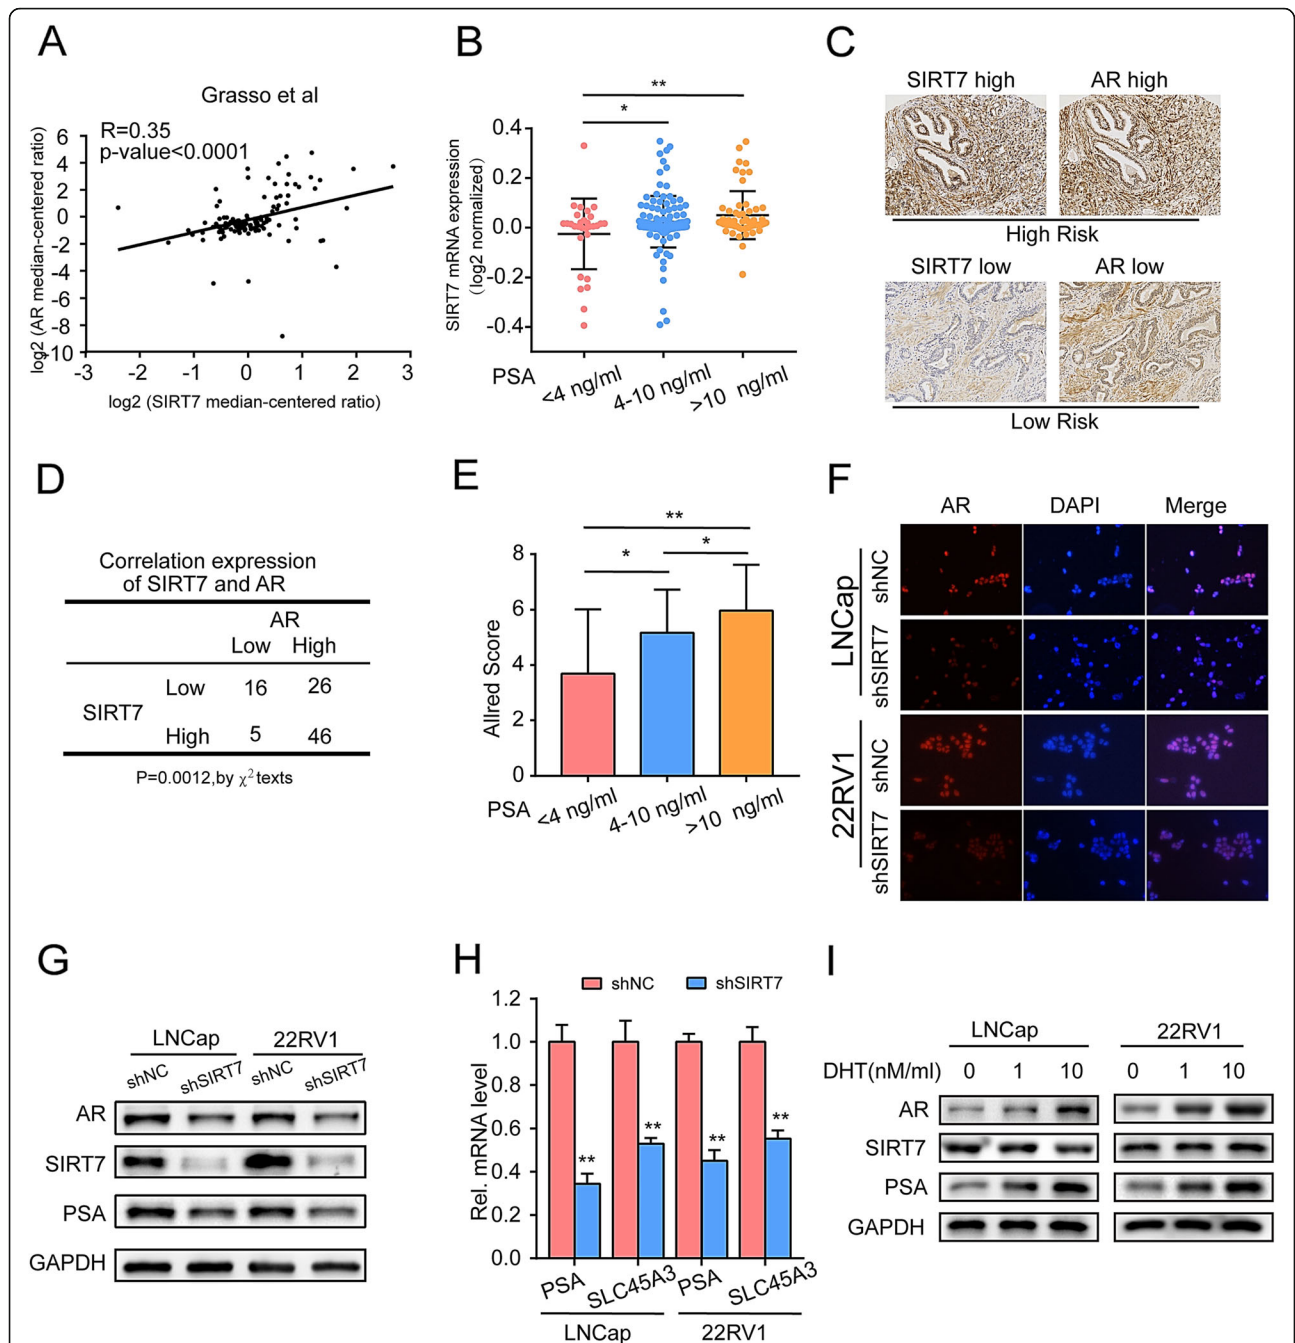 A
Grasso et al
R=0.35
p-value<0.0001
log2 (AR median-centered ratio)
6
4
2
0
-2
-4
-6
-8
-10
-3
-2
-1
0
1
2
3
log2 (SIRT7 median-centered ratio)
B
**
*
SIRT7 mRNA expression
(log2 normalized)
0.4
0.2
0.0
-0.2
-0.4
PSA
<4 ng/ml
4-10 ng/ml
>10 ng/ml
C
SIRT7 high
AR high
High Risk
SIRT7 low
AR low
Low Risk
D
Correlation expression
of SIRT7 and AR
AR
Low High
SIRT7
Low 16 26
High 5 46
P=0.0012,by χ² texts
E
**
*
*
Allred Score
8
6
4
2
0
PSA
<4 ng/ml
4-10 ng/ml
>10 ng/ml
F
AR
DAPI
Merge
LNCap
shNC
shSIRT7
22RV1
shNC
shSIRT7
G
LNCap
22RV1
shNC
shSIRT7
shNC
shSIRT7
AR
SIRT7
PSA
GAPDH
H
shNC
shSIRT7
Rel. mRNA level
1.2
1.0
0.8
0.6
0.4
0.2
0.0
**
**
**
**
PSA
SLC45A3
PSA
SLC45A3
LNCap
22RV1
I
LNCap
22RV1
DHT(nM/ml) 0 1 10 0 1 10
AR
SIRT7
PSA
GAPDH